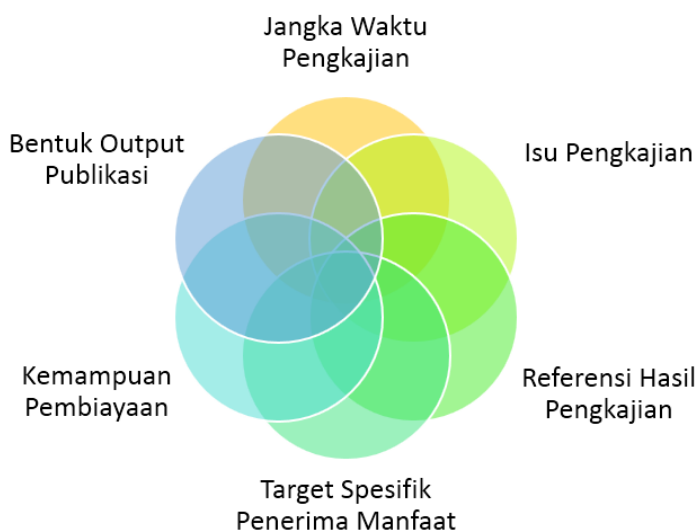 Jangka Waktu
Pengkajian
Bentuk Output
Publikasi
Isu Pengkajian
Kemampuan
Pembiayaan
Referensi Hasil
Pengkajian
Target Spesifik
Penerima Manfaat